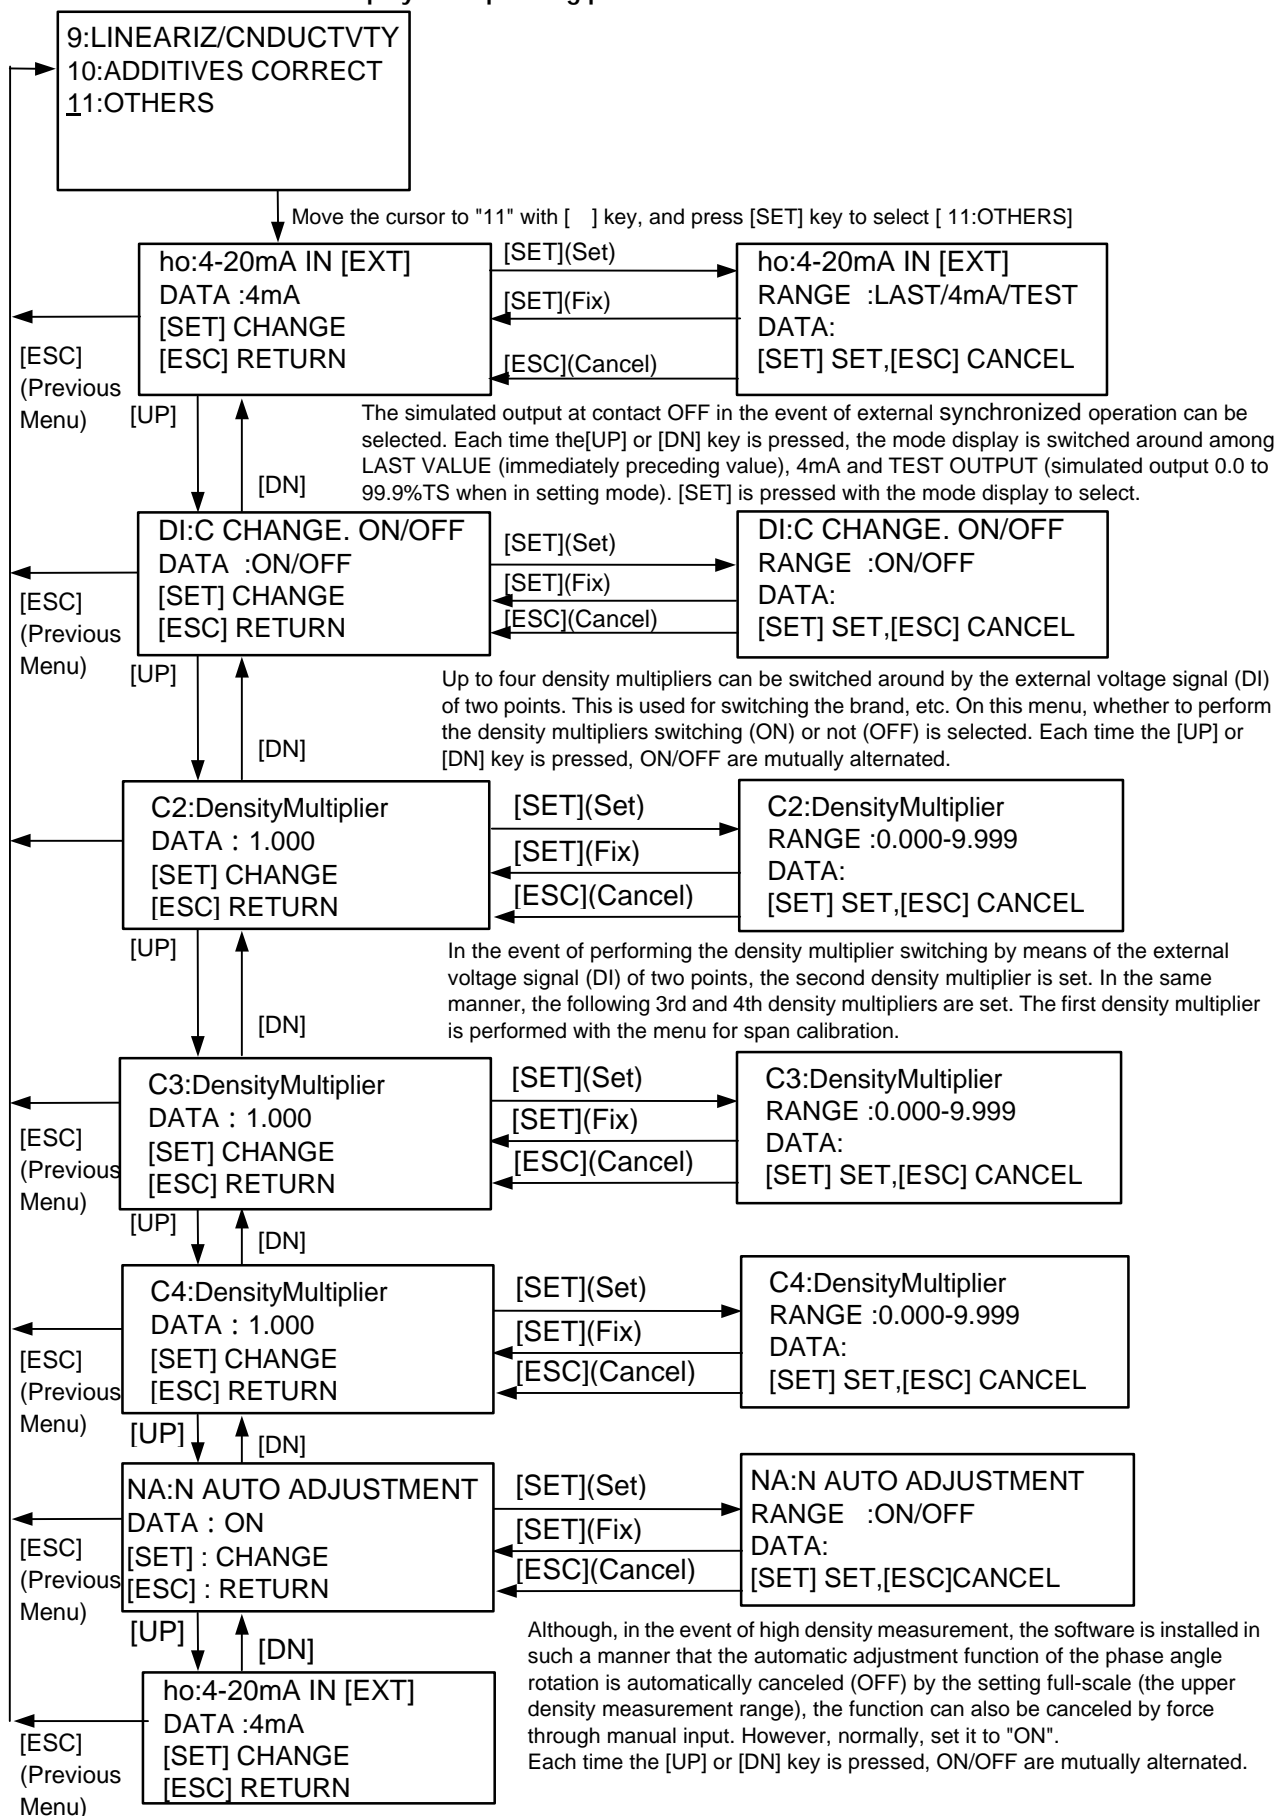 9:LINEARIZ/CNDUCTVTY
10:ADDITIVES CORRECT
11:OTHERS
Move the cursor to "11" with [   ] key, and press [SET] key to select [ 11:OTHERS]
ho:4-20mA IN [EXT]
DATA :4mA
[SET] CHANGE
[ESC] RETURN
[SET](Set)
[SET](Fix)
[ESC](Cancel)
ho:4-20mA IN [EXT]
RANGE :LAST/4mA/TEST
DATA:
[SET] SET,[ESC] CANCEL
[ESC]
(Previous
Menu)
[UP]
[DN]
The simulated output at contact OFF in the event of external synchronized operation can be
selected. Each time the[UP] or [DN] key is pressed, the mode display is switched around among
LAST VALUE (immediately preceding value), 4mA and TEST OUTPUT (simulated output 0.0 to
99.9%TS when in setting mode). [SET] is pressed with the mode display to select.
DI:C CHANGE. ON/OFF
DATA :ON/OFF
[SET] CHANGE
[ESC] RETURN
[SET](Set)
[SET](Fix)
[ESC](Cancel)
DI:C CHANGE. ON/OFF
RANGE :ON/OFF
DATA:
[SET] SET,[ESC] CANCEL
[ESC]
(Previous
Menu)
[UP]
[DN]
Up to four density multipliers can be switched around by the external voltage signal (DI)
of two points. This is used for switching the brand, etc. On this menu, whether to perform
the density multipliers switching (ON) or not (OFF) is selected. Each time the [UP] or
[DN] key is pressed, ON/OFF are mutually alternated.
C2:DensityMultiplier
DATA : 1.000
[SET] CHANGE
[ESC] RETURN
[SET](Set)
[SET](Fix)
[ESC](Cancel)
C2:DensityMultiplier
RANGE :0.000-9.999
DATA:
[SET] SET,[ESC] CANCEL
[UP]
[DN]
In the event of performing the density multiplier switching by means of the external
voltage signal (DI) of two points, the second density multiplier is set. In the same
manner, the following 3rd and 4th density multipliers are set. The first density multiplier
is performed with the menu for span calibration.
C3:DensityMultiplier
DATA : 1.000
[SET] CHANGE
[ESC] RETURN
[SET](Set)
[SET](Fix)
[ESC](Cancel)
C3:DensityMultiplier
RANGE :0.000-9.999
DATA:
[SET] SET,[ESC] CANCEL
[ESC]
(Previous
Menu)
[UP]
[DN]
C4:DensityMultiplier
DATA : 1.000
[SET] CHANGE
[ESC] RETURN
[SET](Set)
[SET](Fix)
[ESC](Cancel)
C4:DensityMultiplier
RANGE :0.000-9.999
DATA:
[SET] SET,[ESC] CANCEL
[ESC]
(Previous
Menu)
[UP]
[DN]
NA:N AUTO ADJUSTMENT
DATA : ON
[SET] : CHANGE
[ESC] : RETURN
[SET](Set)
[SET](Fix)
[ESC](Cancel)
NA:N AUTO ADJUSTMENT
RANGE :ON/OFF
DATA:
[SET] SET,[ESC]CANCEL
[ESC]
(Previous
Menu)
[UP]
[DN]
Although, in the event of high density measurement, the software is installed in
such a manner that the automatic adjustment function of the phase angle
rotation is automatically canceled (OFF) by the setting full-scale (the upper
density measurement range), the function can also be canceled by force
through manual input. However, normally, set it to "ON".
Each time the [UP] or [DN] key is pressed, ON/OFF are mutually alternated.
ho:4-20mA IN [EXT]
DATA :4mA
[SET] CHANGE
[ESC] RETURN
[ESC]
(Previous
Menu)